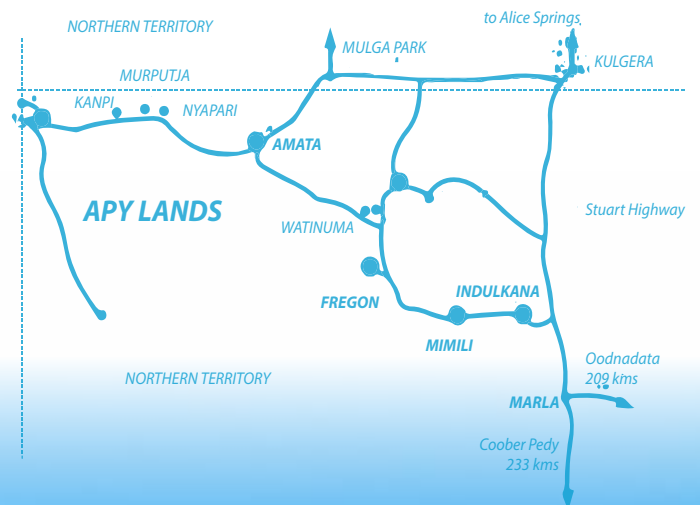 to Alice Springs
NORTHERN TERRITORY
MULGA PARK
KULGERA
MURPUTJA
KANPI
NYAPARI
AMATA
APY LANDS
Stuart Highway
WATINUMA
INDULKANA
FREGON
MIMILI
Oodnadata
209 kms
NORTHERN TERRITORY
MARLA
Coober Pedy
233 kms